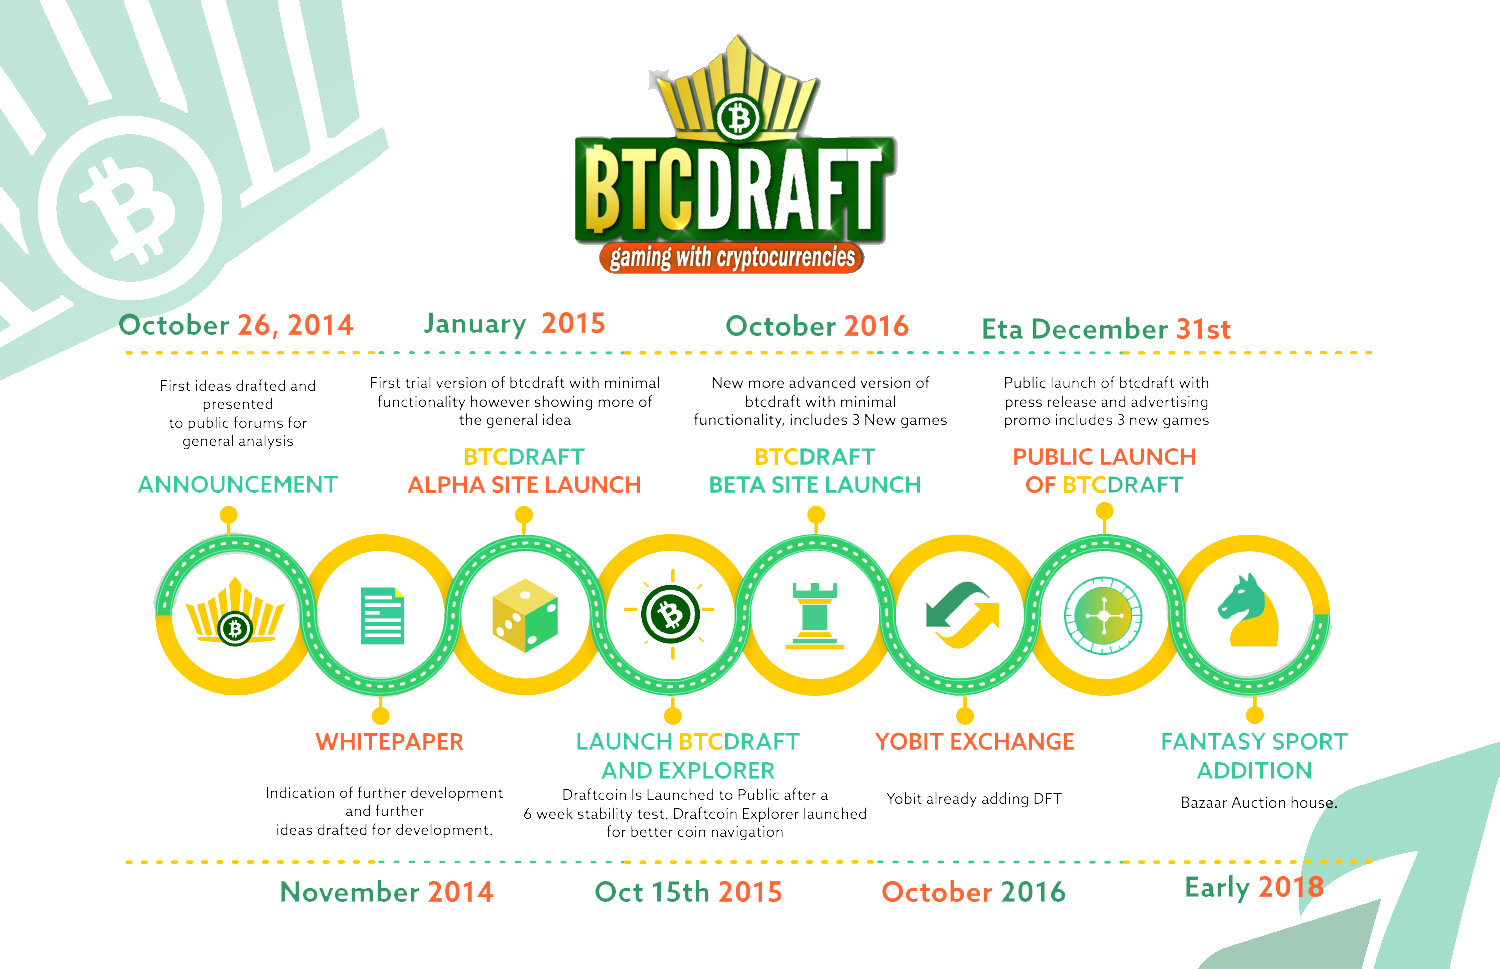 BTCDRAFT
gaming with cryptocurrencies
October 26, 2014
January 2015
October 2016
Eta December 31st
First ideas drafted and
presented
to public forums for
general analysis
ANNOUNCEMENT
First trial version of btcdraft with minimal
functionality however showing more of
the general idea
BTCDRAFT
ALPHA SITE LAUNCH
New more advanced version of
btcdraft with minimal
functionality, includes 3 New games
BTCDRAFT
BETA SITE LAUNCH
Public launch of btcdraft with
press release and advertising
promo includes 3 new games
PUBLIC LAUNCH
OF BTCDRAFT
WHITEPAPER
Indication of further development
and further
ideas drafted for development.
LAUNCH BTCDRAFT
AND EXPLORER
Draftcoin Is Launched to Public after a
6 week stability test. Draftcoin Explorer launched
for better coin navigation
YOBIT EXCHANGE
Yobit already adding DFT
FANTASY SPORT
ADDITION
Bazaar Auction house.
November 2014
Oct 15th 2015
October 2016
Early 2018